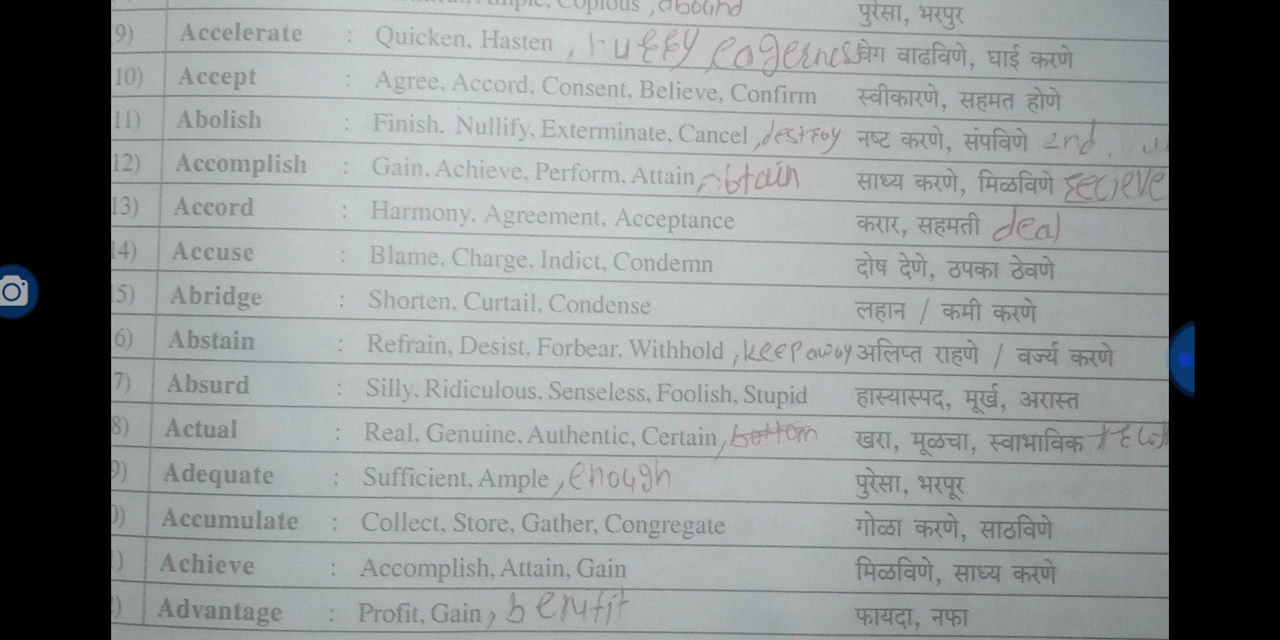 Copious, abound पुरेसा, भरपुर
9) Accelerate : Quicken, Hasten, hurry eagerness वेग वाढविणे, घाई करणे
10) Accept : Agree, Accord, Consent, Believe, Confirm स्वीकारणे, सहमत होणे
11) Abolish : Finish, Nullify, Exterminate, Cancel, destroy नष्ट करणे, संपविणे end
12) Accomplish : Gain, Achieve, Perform, Attain, obtain साध्य करणे, मिळविणे recieve
13) Accord : Harmony, Agreement, Acceptance करार, सहमती deal
14) Accuse : Blame, Charge, Indict, Condemn दोष देणे, ठपका ठेवणे
5) Abridge : Shorten, Curtail, Condense लहान / कमी करणे
6) Abstain : Refrain, Desist, Forbear, Withhold, keep away अलिप्त राहणे / वर्ज्य करणे
7) Absurd : Silly, Ridiculous, Senseless, Foolish, Stupid हास्यास्पद, मूर्ख, अरास्त
8) Actual : Real, Genuine, Authentic, Certain, bottom खरा, मूळचा, स्वाभाविक
9) Adequate : Sufficient, Ample, enough पुरेसा, भरपूर
0) Accumulate : Collect, Store, Gather, Congregate गोळा करणे, साठविणे
) Achieve : Accomplish, Attain, Gain मिळविणे, साध्य करणे
) Advantage : Profit, Gain, benifit फायदा, नफा